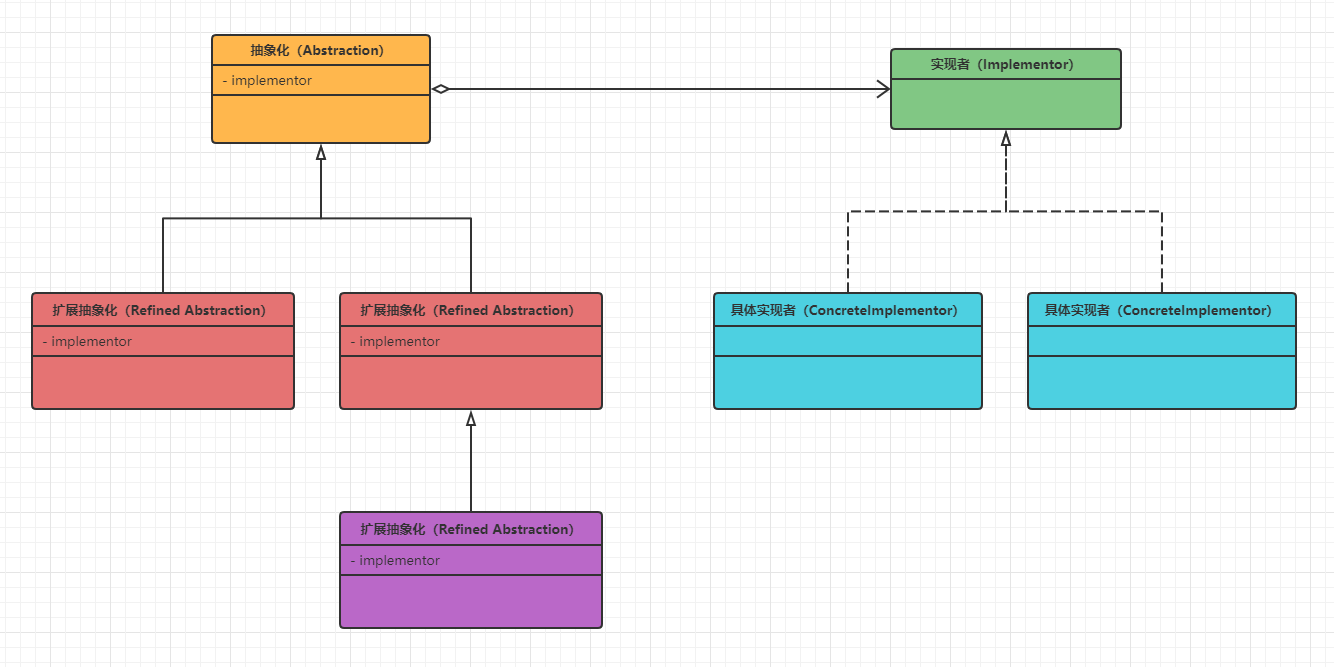 抽象化（Abstraction）
- implementor
实现者（Implementor）
扩展抽象化（Refined Abstraction）
- implementor
扩展抽象化（Refined Abstraction）
- implementor
具体实现者（ConcreteImplementor）
具体实现者（ConcreteImplementor）
扩展抽象化（Refined Abstraction）
- implementor